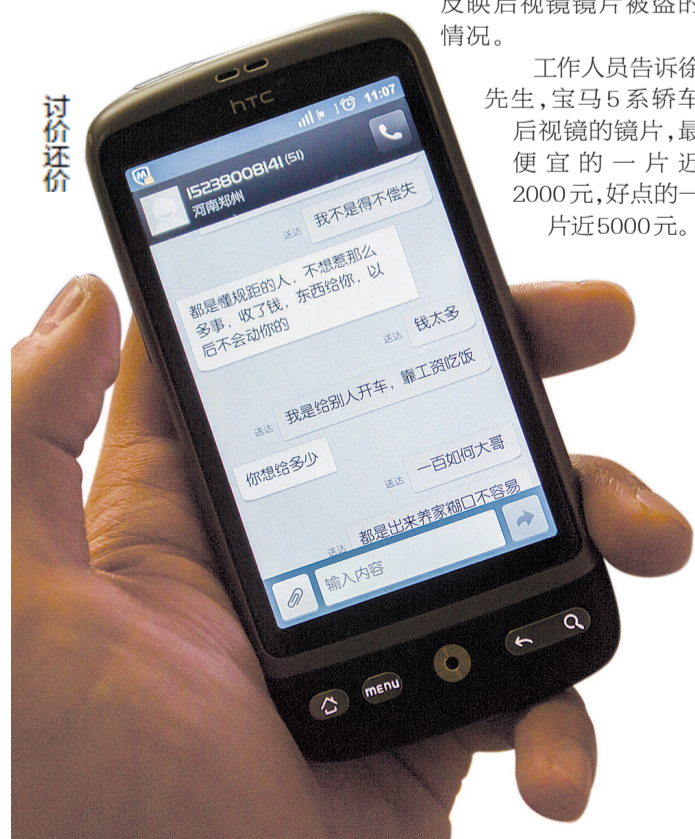 反映后视镜镜片被盗的
情况。
工作人员告诉徐
先生，宝马5系轿车
后视镜的镜片，最
便宜的一片近
2000元，好点的一
片近5000元。
讨价还价
hTC
11:07
15238008141 (51)
河南郑州
我不是得不偿失
送达
都是懂规距的人，不想惹那么
多事，收了钱，东西给你，以
后不会动你的
钱太多
送达
我是给别人开车，靠工资吃饭
送达
你想给多少
一百如何大哥
送达
都是出来养家糊口不容易
送达
输入内容
menu